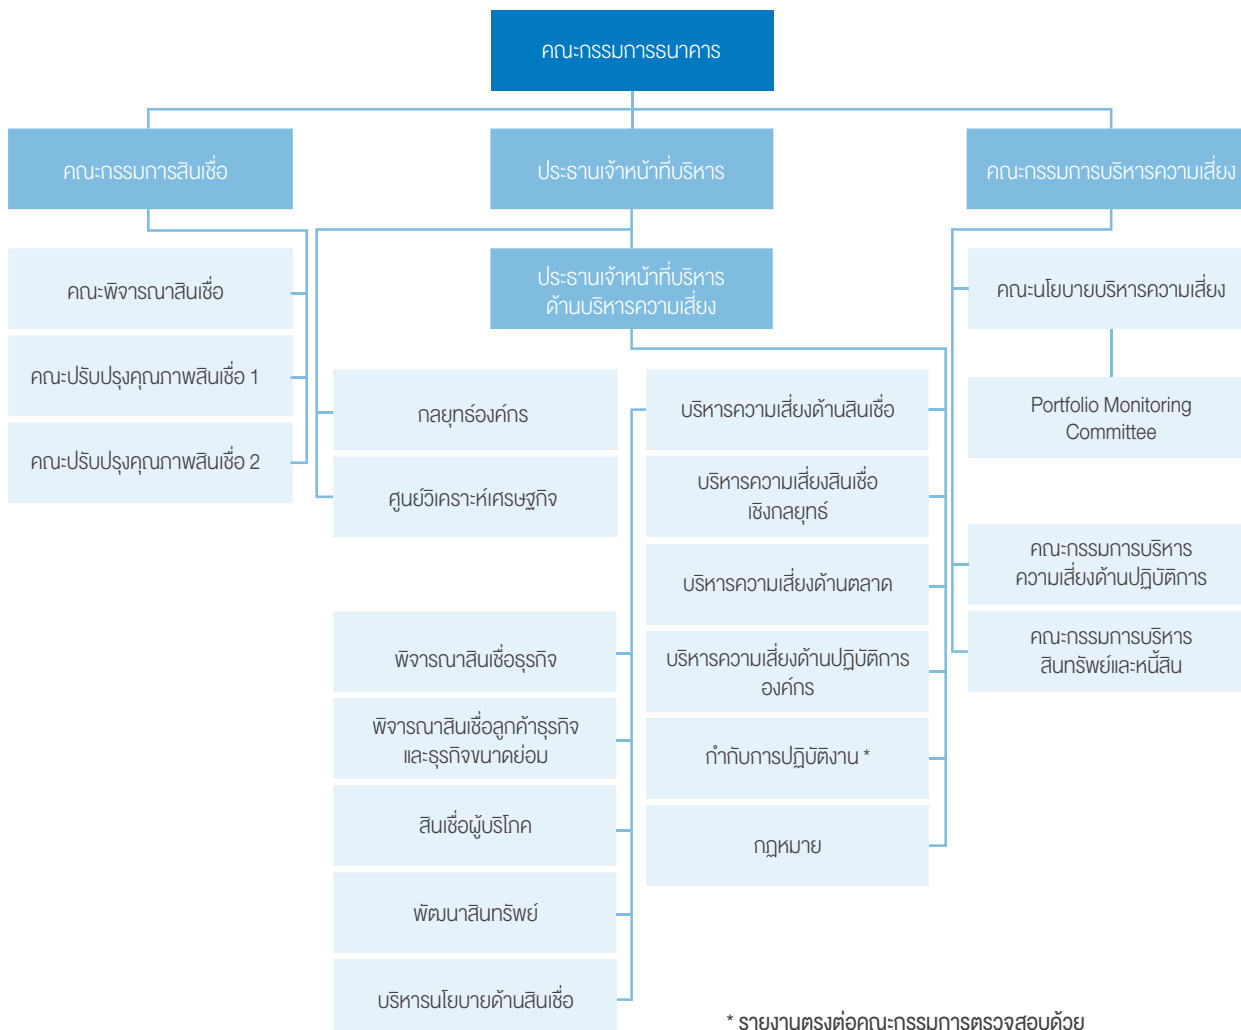 คณะกรรมการธนาคาร
คณะกรรมการสินเชื่อ
ประธานเจ้าหน้าที่บริหาร
คณะกรรมการบริหารความเสี่ยง
คณะพิจารณาสินเชื่อ
คณะปรับปรุงคุณภาพสินเชื่อ 1
คณะปรับปรุงคุณภาพสินเชื่อ 2
ประธานเจ้าหน้าที่บริหาร
ด้านบริหารความเสี่ยง
กลยุทธ์องค์กร
ศูนย์วิเคราะห์เศรษฐกิจ
บริหารความเสี่ยงด้านสินเชื่อ
บริหารความเสี่ยงสินเชื่อ
เชิงกลยุทธ์
บริหารความเสี่ยงด้านตลาด
บริหารความเสี่ยงด้านปฏิบัติการ
องค์กร
กำกับการปฏิบัติงาน *
กฎหมาย
พิจารณาสินเชื่อธุรกิจ
พิจารณาสินเชื่อลูกค้าธุรกิจ
และธุรกิจขนาดย่อม
สินเชื่อผู้บริโภค
พัฒนาสินทรัพย์
บริหารนโยบายด้านสินเชื่อ
คณะนโยบายบริหารความเสี่ยง
Portfolio Monitoring
Committee
คณะกรรมการบริหาร
ความเสี่ยงด้านปฏิบัติการ
คณะกรรมการบริหาร
สินทรัพย์และหนี้สิน
* รายงานตรงต่อคณะกรรมการตรวจสอบด้วย